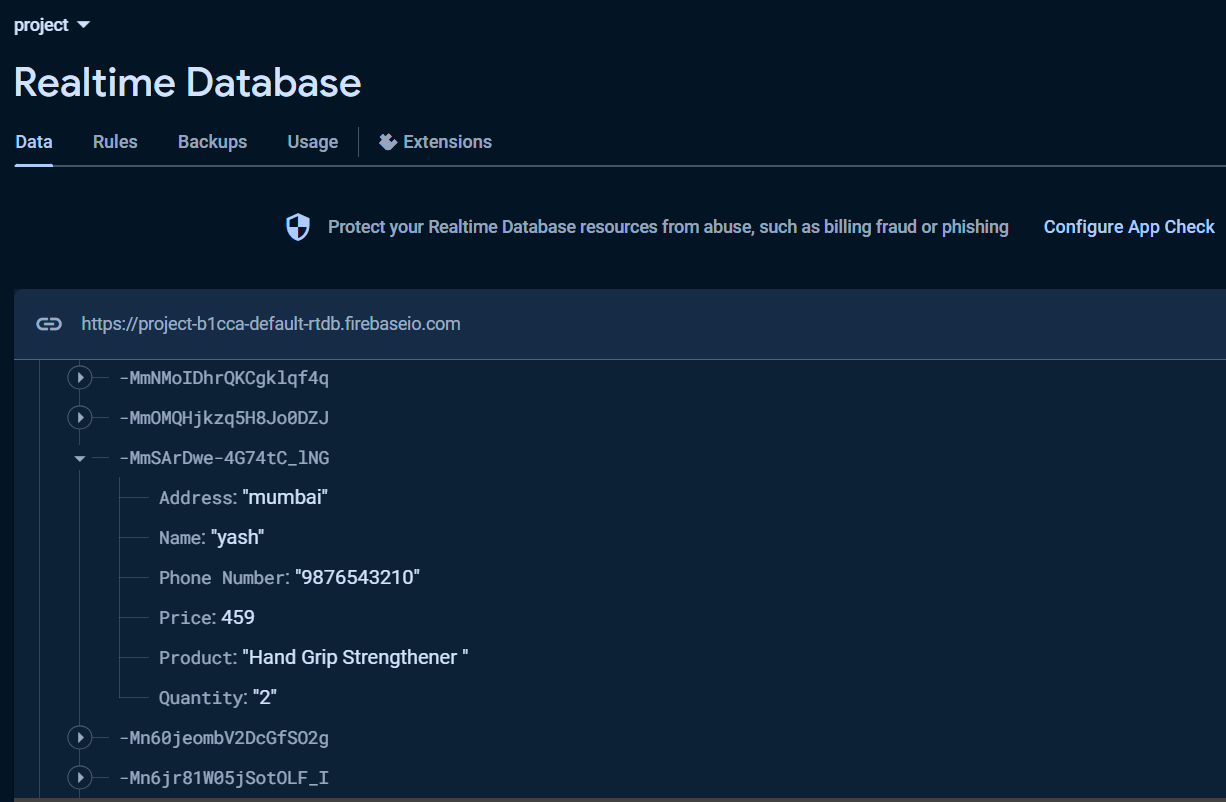 project
Realtime Database
Data Rules Backups Usage Extensions
Protect your Realtime Database resources from abuse, such as billing fraud or phishing Configure App Check
https://project-b1cca-default-rtdb.firebaseio.com
-MmNMoIDhrQKCgklqf4q
-MmOMQHjkzq5H8Jo0DZJ
-MmSArDwe-4G74tC_lNG
Address: "mumbai"
Name: "yash"
Phone Number: "9876543210"
Price: 459
Product: "Hand Grip Strengthener "
Quantity: "2"
-Mn60jeombV2DcGfSO2g
-Mn6jr81W05jSotOLF_I